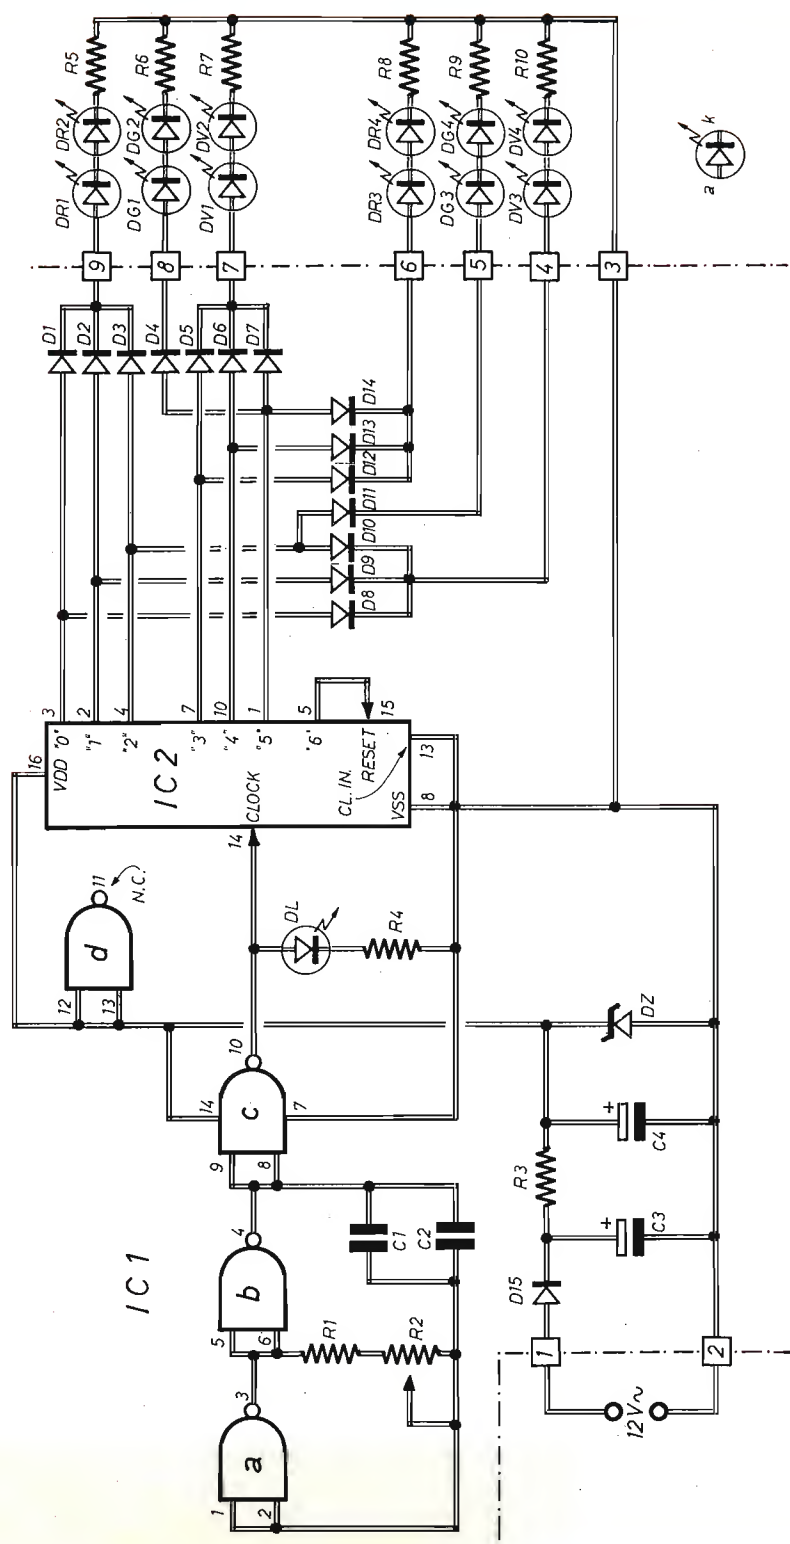 IC1
IC2
a
1
2
3
b
5
6
4
c
9
8
10
14
7
d
12
13
11
N.C.
R1
R2
C1
C2
DL
R4
16
VDD
CLOCK
14
CL.IN.
RESET
VSS
8
13
15
"0"
3
"1"
2
"2"
4
"3"
7
"4"
10
"5"
1
"6"
5
D1
D2
D3
D4
D5
D6
D7
D8
D9
D10
D11
D12
D13
D14
9
8
7
6
5
4
3
DR1
DR2
R5
DG1
DG2
R6
DV1
DV2
R7
DR3
DR4
R8
DG3
DG4
R9
DV3
DV4
R10
a
k
12V~
1
2
D15
R3
+
C3
+
C4
DZ